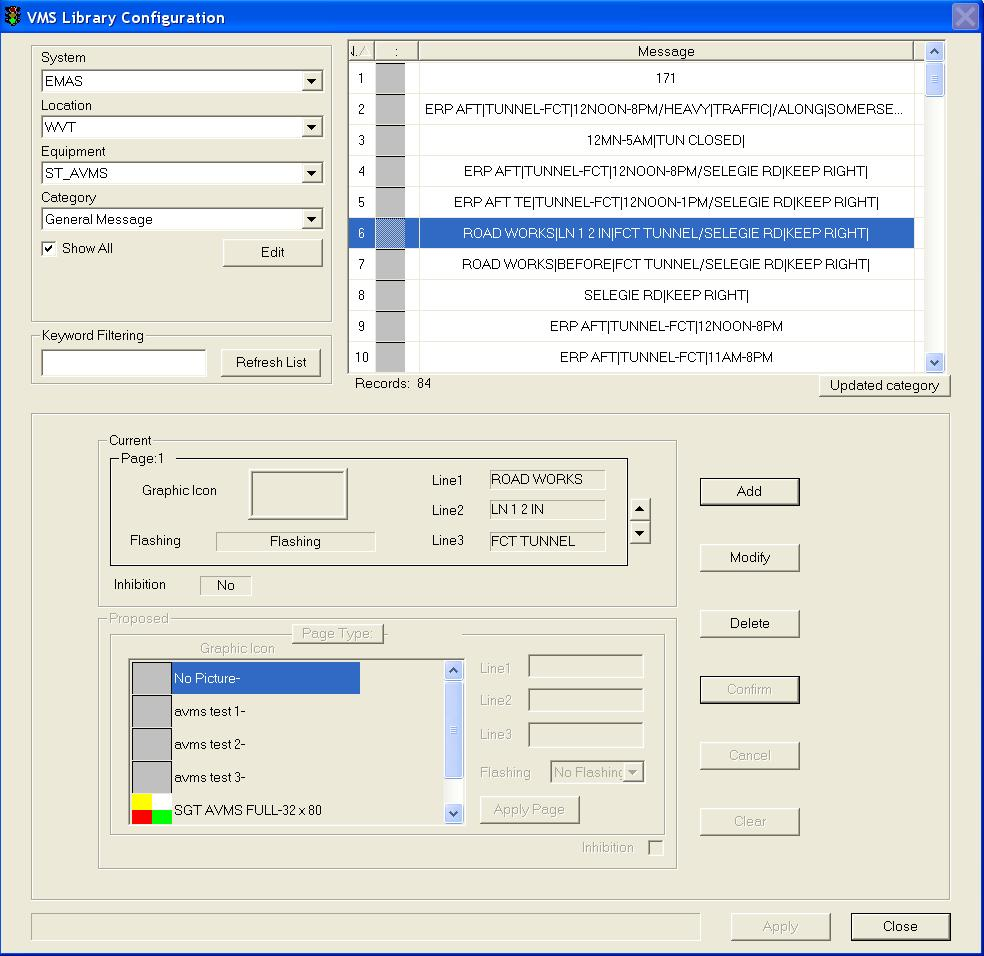 VMS Library Configuration
System
EMAS
Location
WVT
Equipment
ST_AVMS
Category
General Message
Show All
Edit
Keyword Filtering
Refresh List
: Message
1 171
2 ERP AFT|TUNNEL-FCT|12NOON-8PM/HEAVY|TRAFFIC|/ALONG|SOMERSE...
3 12MN-5AM|TUN CLOSED|
4 ERP AFT|TUNNEL-FCT|12NOON-8PM/SELEGIE RD|KEEP RIGHT|
5 ERP AFT TE|TUNNEL-FCT|12NOON-1PM/SELEGIE RD|KEEP RIGHT|
6 ROAD WORKS|LN 1 2 IN|FCT TUNNEL/SELEGIE RD|KEEP RIGHT|
7 ROAD WORKS|BEFORE|FCT TUNNEL/SELEGIE RD|KEEP RIGHT|
8 SELEGIE RD|KEEP RIGHT|
9 ERP AFT|TUNNEL-FCT|12NOON-8PM
10 ERP AFT|TUNNEL-FCT|11AM-8PM
Records: 84
Updated category
Current
Page:1
Graphic Icon
Flashing
Flashing
Line1 ROAD WORKS
Line2 LN 1 2 IN
Line3 FCT TUNNEL
Inhibition No
Proposed
Page Type:
Graphic Icon
No Picture-
avms test 1-
avms test 2-
avms test 3-
SGT AVMS FULL-32 x 80
Line1
Line2
Line3
Flashing No Flashing
Apply Page
Inhibition
Add
Modify
Delete
Confirm
Cancel
Clear
Apply
Close